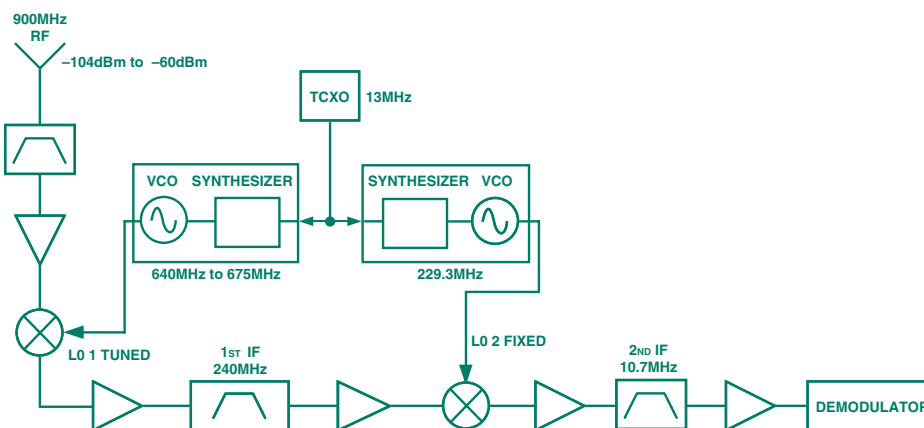 900MHz
RF
–104dBm to –60dBm
TCXO
13MHz
VCO SYNTHESIZER
SYNTHESIZER VCO
640MHz to 675MHz
229.3MHz
L0 1 TUNED
L0 2 FIXED
1ST IF
240MHz
2ND IF
10.7MHz
DEMODULATOR